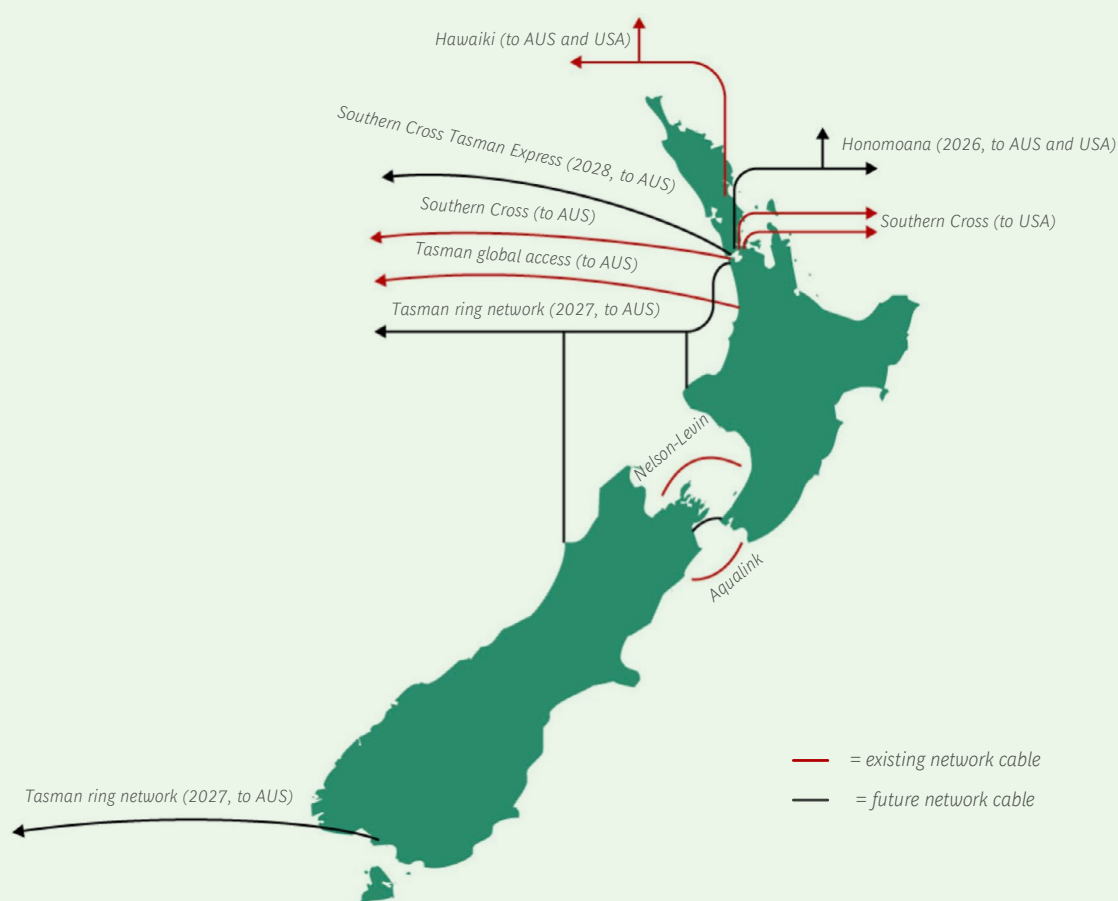 Hawaiki (to AUS and USA)
Southern Cross Tasman Express (2028, to AUS)
Honomoana (2026, to AUS and USA)
Southern Cross (to AUS)
Southern Cross (to USA)
Tasman global access (to AUS)
Tasman ring network (2027, to AUS)
Nelson-Levin
Aqualink
= existing network cable
= future network cable
Tasman ring network (2027, to AUS)